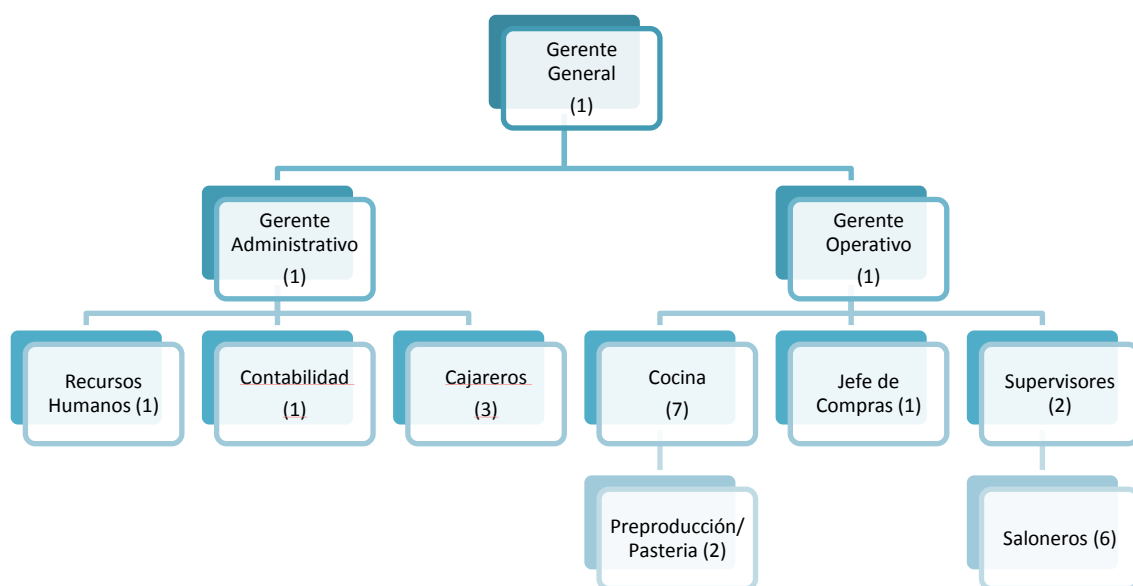 Gerente
General
(1)
Gerente
Administrativo
(1)
Gerente
Operativo
(1)
Recursos
Humanos (1)
Contabilidad
(1)
Cajareros
(3)
Cocina
(7)
Jefe de
Compras (1)
Supervisores
(2)
Preproducción/
Pasteria (2)
Saloneros (6)